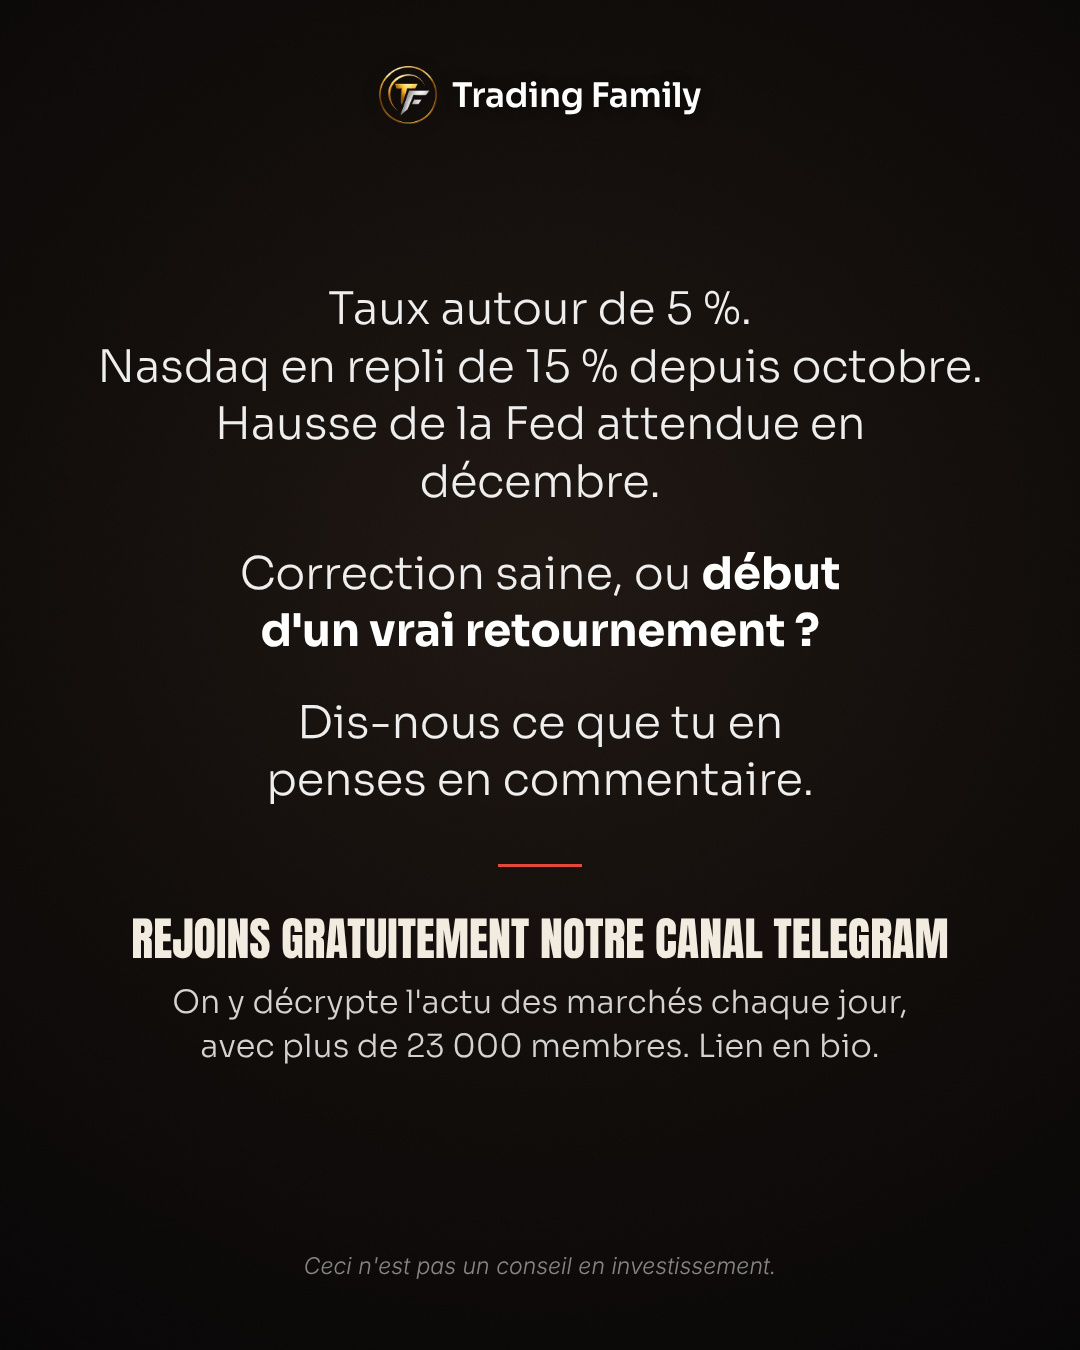 TF Trading Family
Taux autour de 5 %.
Nasdaq en repli de 15 % depuis octobre.
Hausse de la Fed attendue en
décembre.
Correction saine, ou début
d'un vrai retournement ?
Dis-nous ce que tu en
penses en commentaire.
REJOINS GRATUITEMENT NOTRE CANAL TELEGRAM
On y décrypte l'actu des marchés chaque jour,
avec plus de 23 000 membres. Lien en bio.
Ceci n'est pas un conseil en investissement.